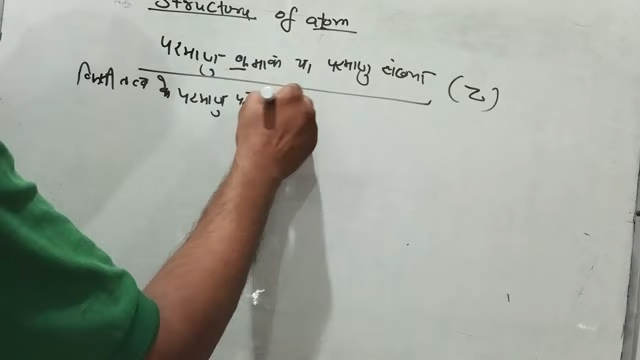 Structure of atom
परमाणु क्रमांक या परमाणु संख्या (Z)
किसी तत्व के परमाणु में